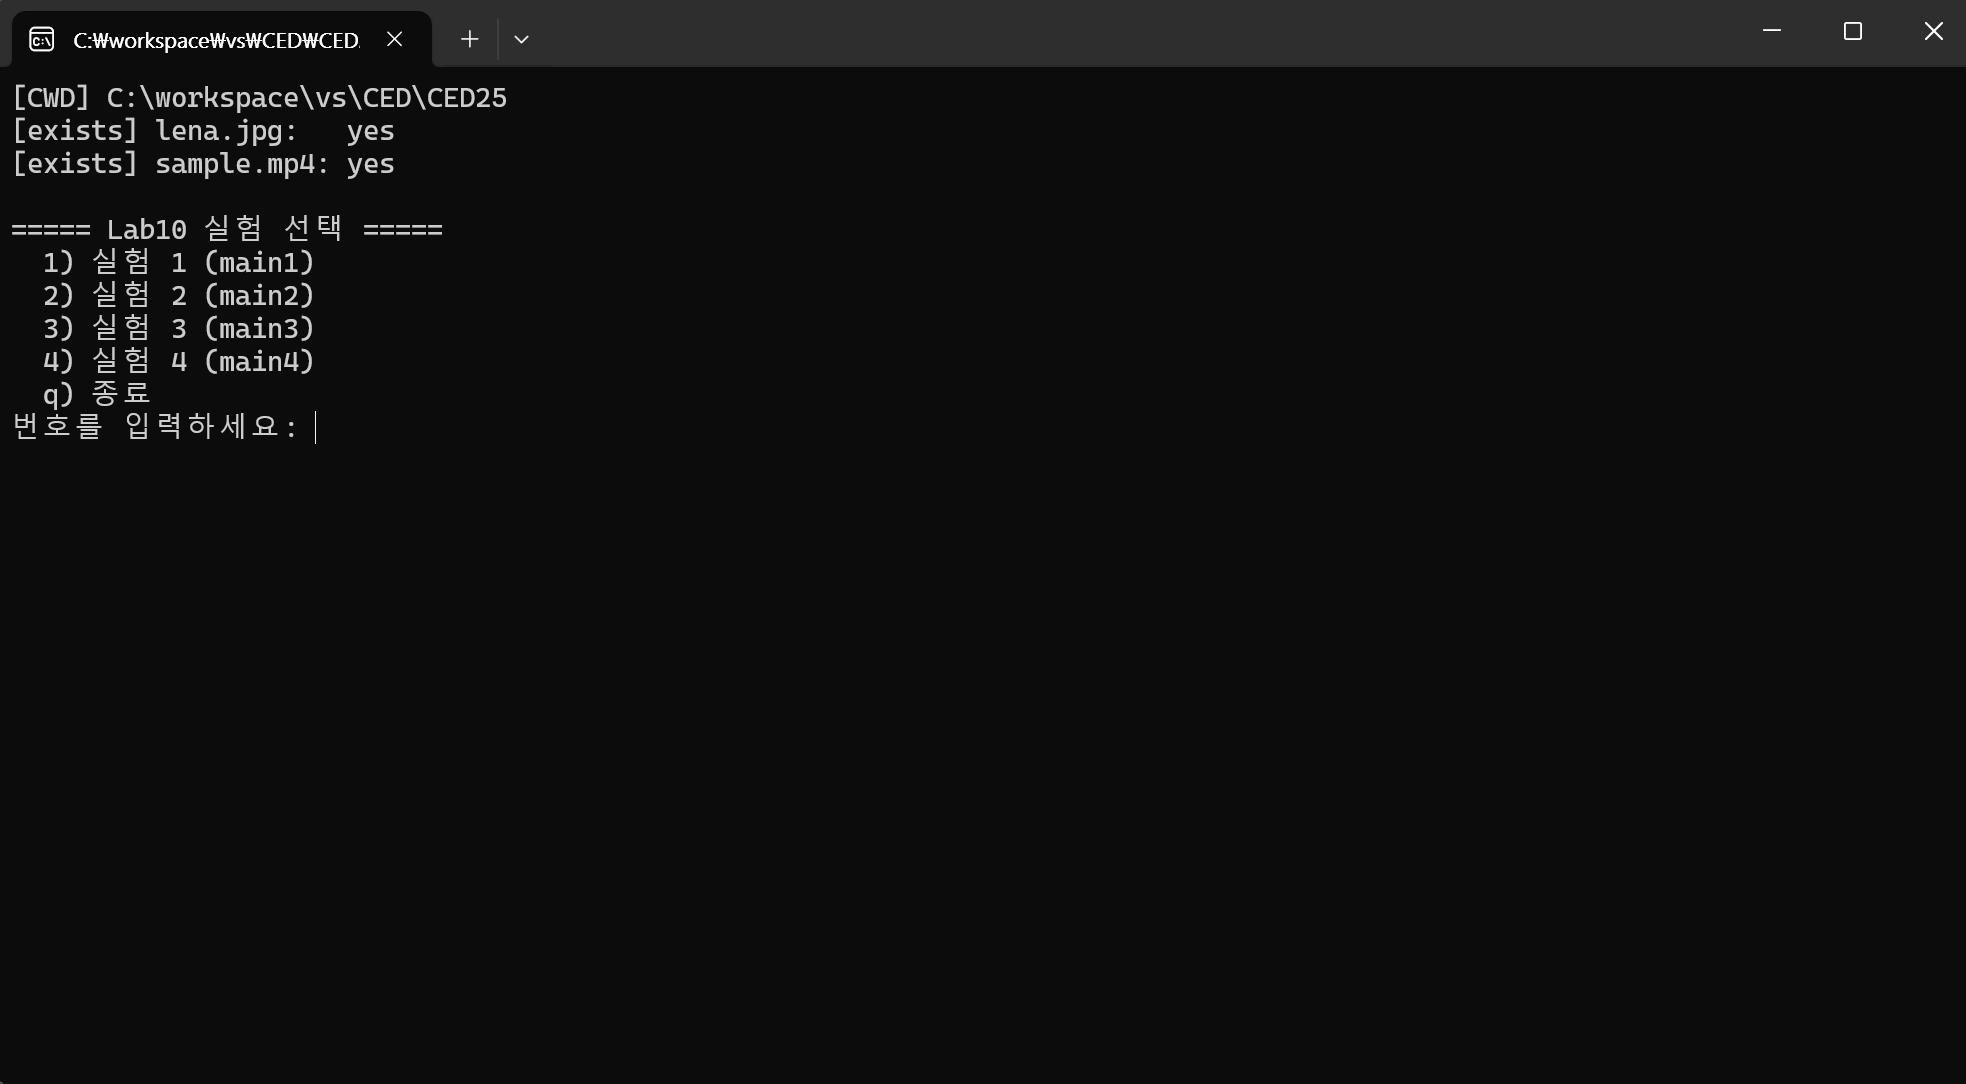 C:₩workspace₩vs₩CED₩CED
[CWD] C:\workspace\vs\CED\CED25
[exists] lena.jpg:   yes
[exists] sample.mp4: yes
===== Lab10 실험 선택 =====
1) 실험 1 (main1)
2) 실험 2 (main2)
3) 실험 3 (main3)
4) 실험 4 (main4)
q) 종료
번호를 입력하세요: